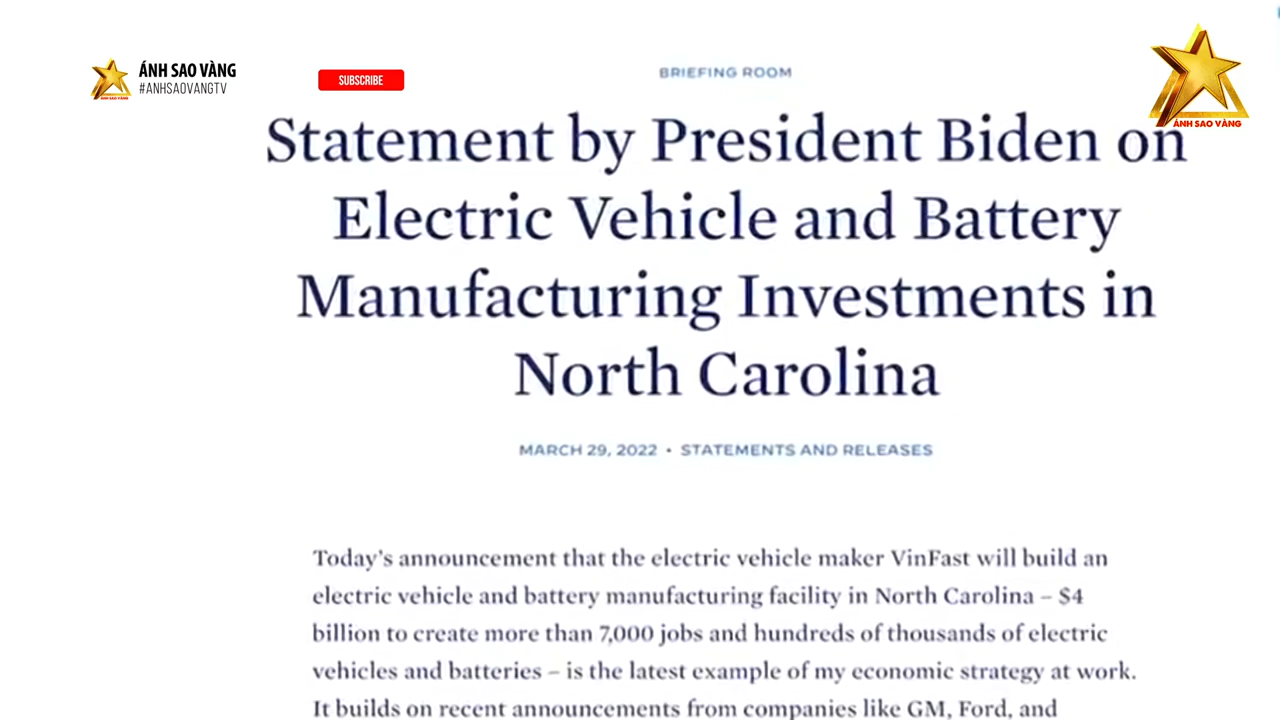 ÁNH SAO VÀNG
#ANHSAOVANGTV
ÁNH SAO VÀNG
SUBSCRIBE
BRIEFING ROOM
ÁNH SAO VÀNG
Statement by President Biden on
Electric Vehicle and Battery
Manufacturing Investments in
North Carolina
MARCH 29, 2022 • STATEMENTS AND RELEASES
Today's announcement that the electric vehicle maker VinFast will build an
electric vehicle and battery manufacturing facility in North Carolina – $4
billion to create more than 7,000 jobs and hundreds of thousands of electric
vehicles and batteries – is the latest example of my economic strategy at work.
It builds on recent announcements from companies like GM, Ford, and